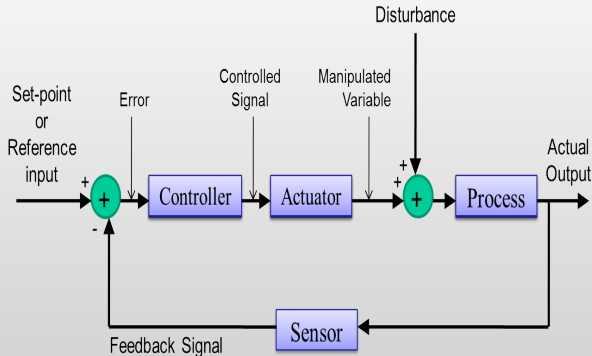 Disturbance
Set-point
or
Reference
input
Error
Controlled
Signal
Manipulated
Variable
Actual
Output
+
+
+
-
+
+
Controller
Actuator
Process
Sensor
Feedback Signal